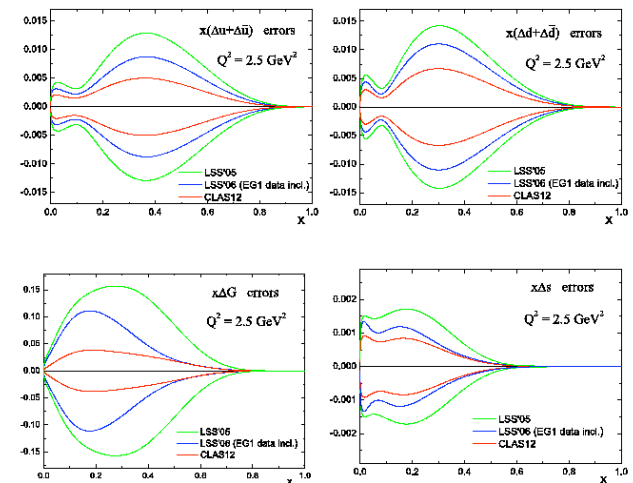 x(Δu+Δū) errors
Q² = 2.5 GeV²
0.015
0.010
0.005
0.000
-0.005
-0.010
-0.015
LSS'05
LSS'06 (EG1 data incl.)
CLAS12
0.0 0.2 0.4 0.6 0.8 1.0
X
x(Δd+Δd̄) errors
Q² = 2.5 GeV²
0.015
0.010
0.005
0.000
-0.005
-0.010
-0.015
LSS'05
LSS'06 (EG1 data incl.)
CLAS12
0.0 0.2 0.4 0.6 0.8 1.0
X
xΔG errors
Q² = 2.5 GeV²
0.15
0.10
0.05
0.00
-0.05
-0.10
-0.15
LSS'05
LSS'06 (EG1 data incl.)
CLAS12
0.0 0.2 0.4 0.6 0.8 1.0
X
xΔs errors
Q² = 2.5 GeV²
0.002
0.001
0.000
-0.001
-0.002
LSS'05
LSS'06 (EG1 data incl.)
CLAS12
0.0 0.2 0.4 0.6 0.8 1.0
X